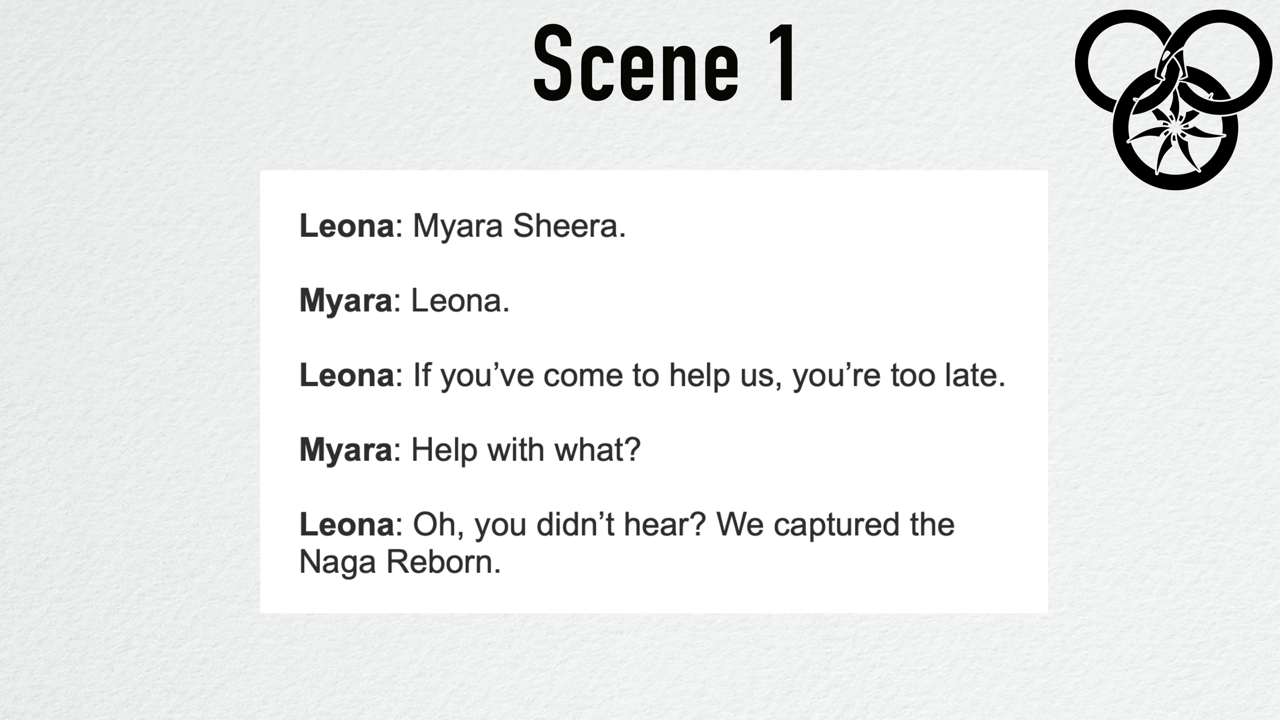 Scene 1
Leona: Myara Sheera.
Myara: Leona.
Leona: If you’ve come to help us, you’re too late.
Myara: Help with what?
Leona: Oh, you didn’t hear? We captured the
Naga Reborn.